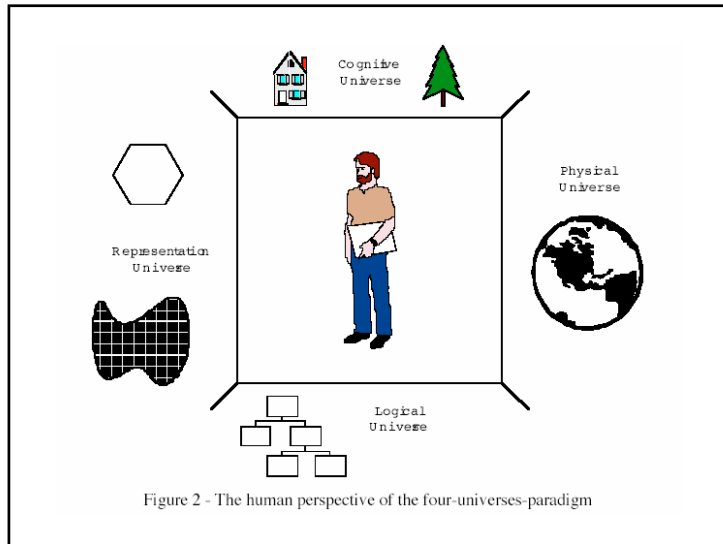 Cognitive
Universe
Physical
Universe
Representation
Universe
Logical
Universe
Figure 2 - The human perspective of the four-universes-paradigm